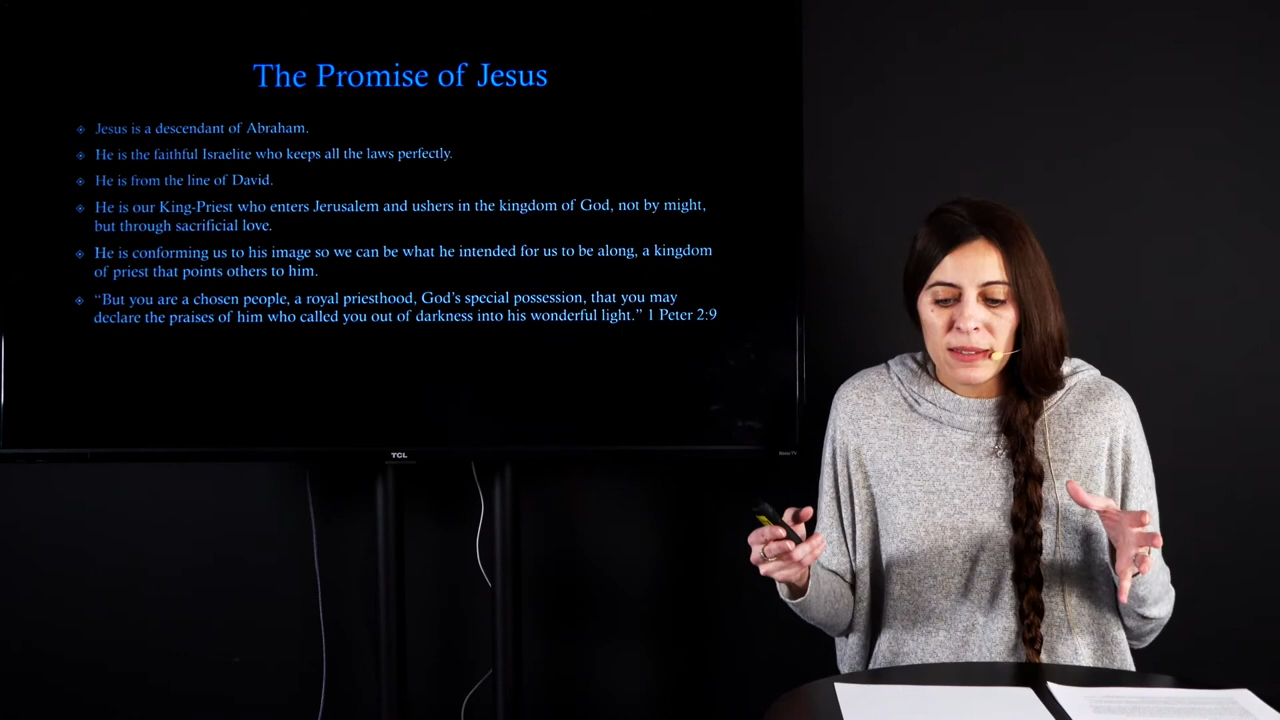 The Promise of Jesus
Jesus is a descendant of Abraham.
He is the faithful Israelite who keeps all the laws perfectly.
He is from the line of David.
He is our King-Priest who enters Jerusalem and ushers in the kingdom of God, not by might,
but through sacrificial love.
He is conforming us to his image so we can be what he intended for us to be along, a kingdom
of priest that points others to him.
“But you are a chosen people, a royal priesthood, God’s special possession, that you may
declare the praises of him who called you out of darkness into his wonderful light.” 1 Peter 2:9
TCL
Roku TV